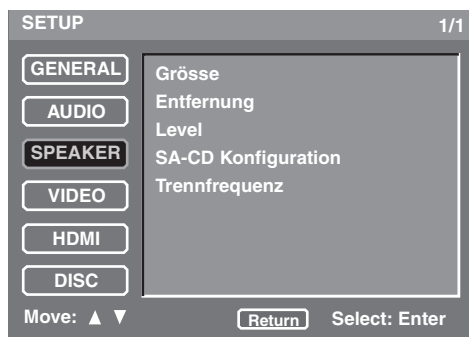 SETUP 1/1
GENERAL
AUDIO
SPEAKER
VIDEO
HDMI
DISC
Grösse
Entfernung
Level
SA-CD Konfiguration
Trennfrequenz
Move: ▲ ▼ Return Select: Enter